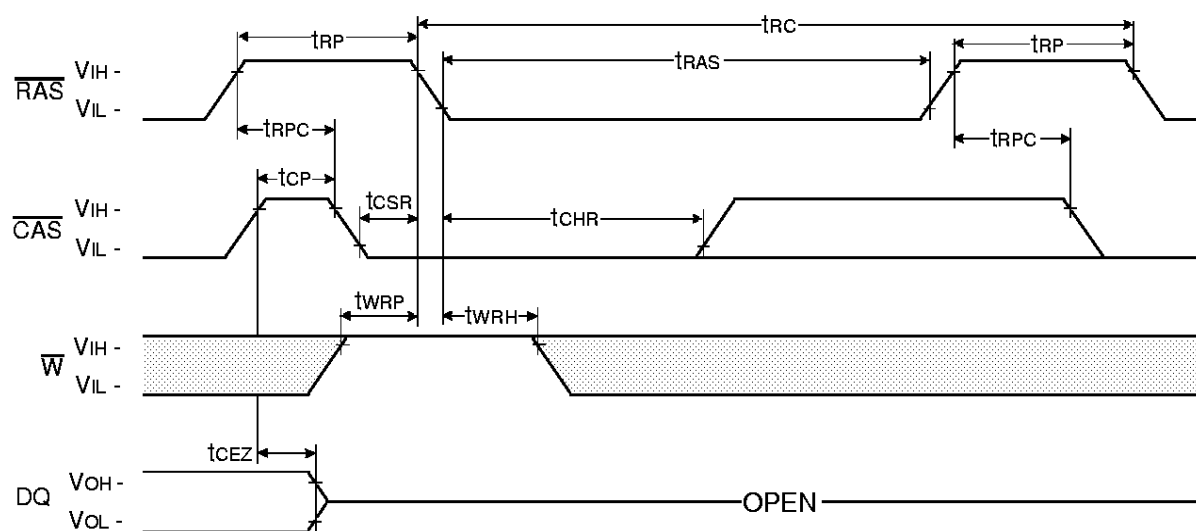 tRC
tRP
tRP
tRAS
RAS
VIH -
VIL -
tRPC
tRPC
tCP
tCSR
tCHR
CAS
VIH -
VIL -
tWRP
tWRH
W
VIH -
VIL -
tCEZ
DQ
VOH -
VOL -
OPEN